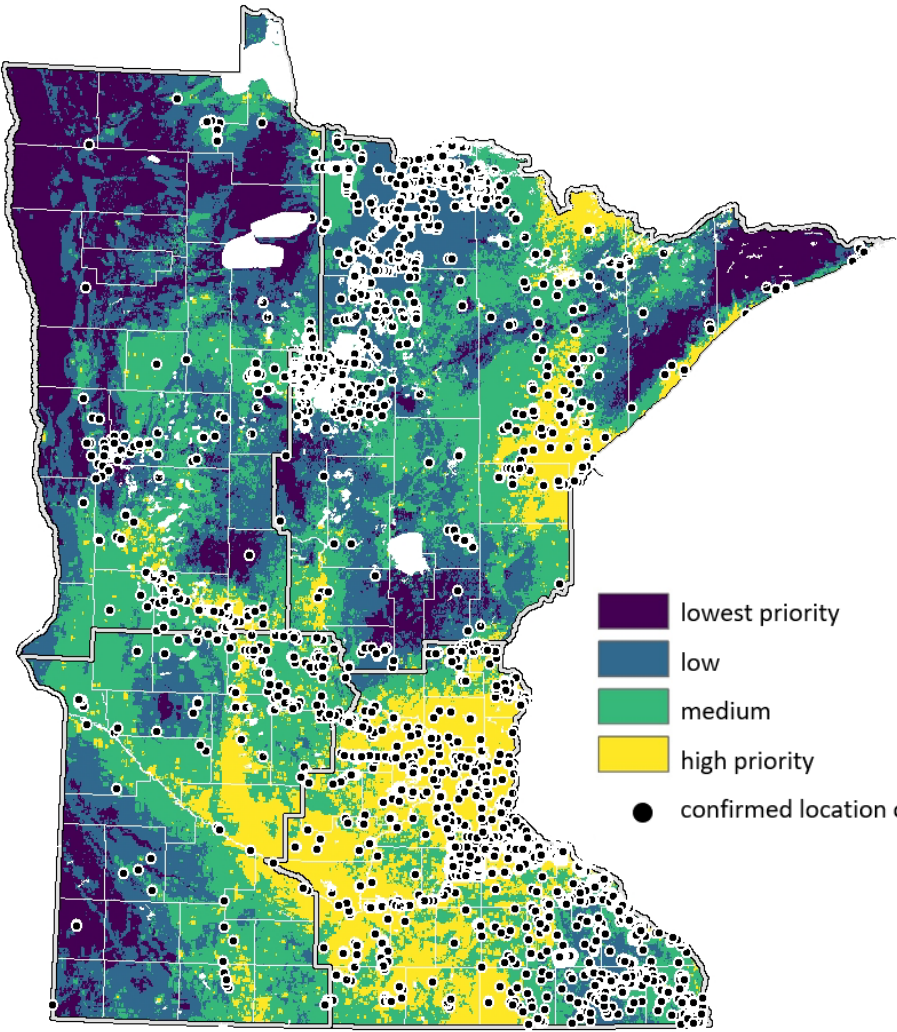 lowest priority
low
medium
high priority
confirmed location